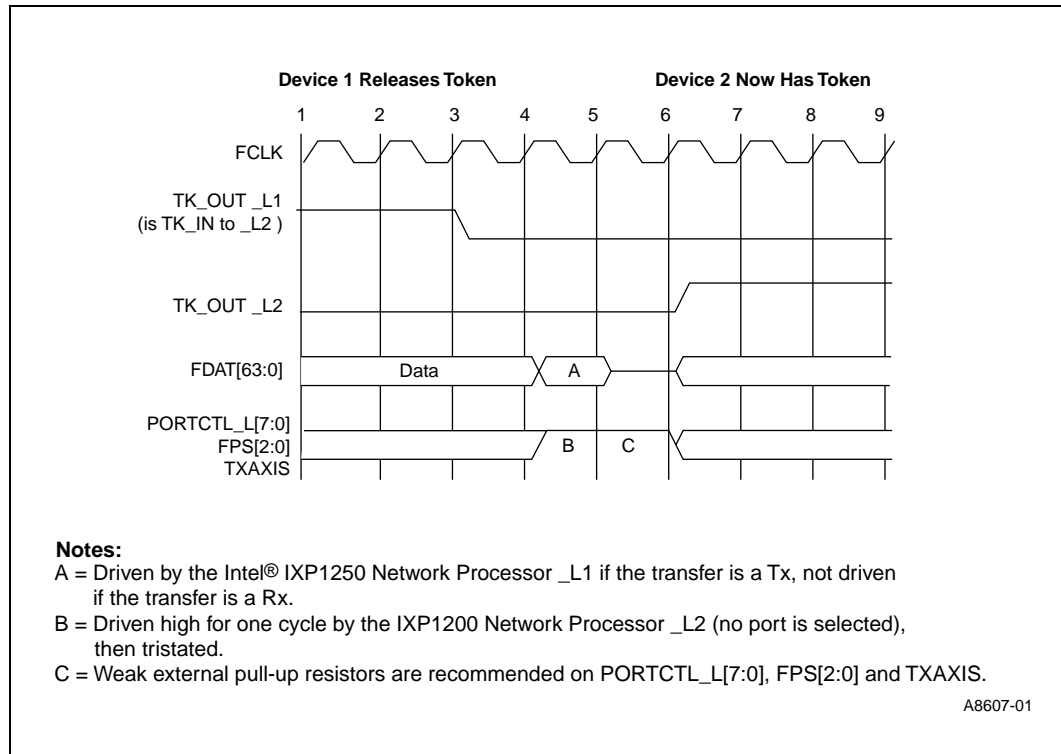 Device 1 Releases Token Device 2 Now Has Token
1 2 3 4 5 6 7 8 9
FCLK
TK_OUT _L1
(is TK_IN to _L2 )
TK_OUT _L2
FDAT[63:0] Data A
PORTCTL_L[7:0]
FPS[2:0] B C
TXAXIS
Notes:
A = Driven by the Intel® IXP1250 Network Processor _L1 if the transfer is a Tx, not driven
if the transfer is a Rx.
B = Driven high for one cycle by the IXP1200 Network Processor _L2 (no port is selected),
then tristated.
C = Weak external pull-up resistors are recommended on PORTCTL_L[7:0], FPS[2:0] and TXAXIS.
A8607-01